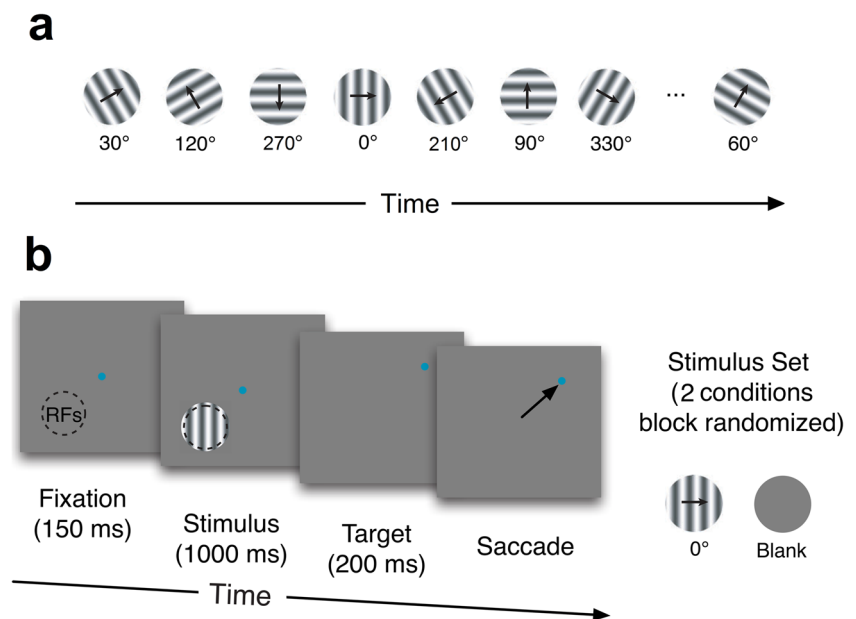 a
30° 120° 270° 0° 210° 90° 330° ... 60°
Time
b
RFs
Fixation
(150 ms)
Stimulus
(1000 ms)
Target
(200 ms)
Saccade
Time
Stimulus Set
(2 conditions
block randomized)
0° Blank